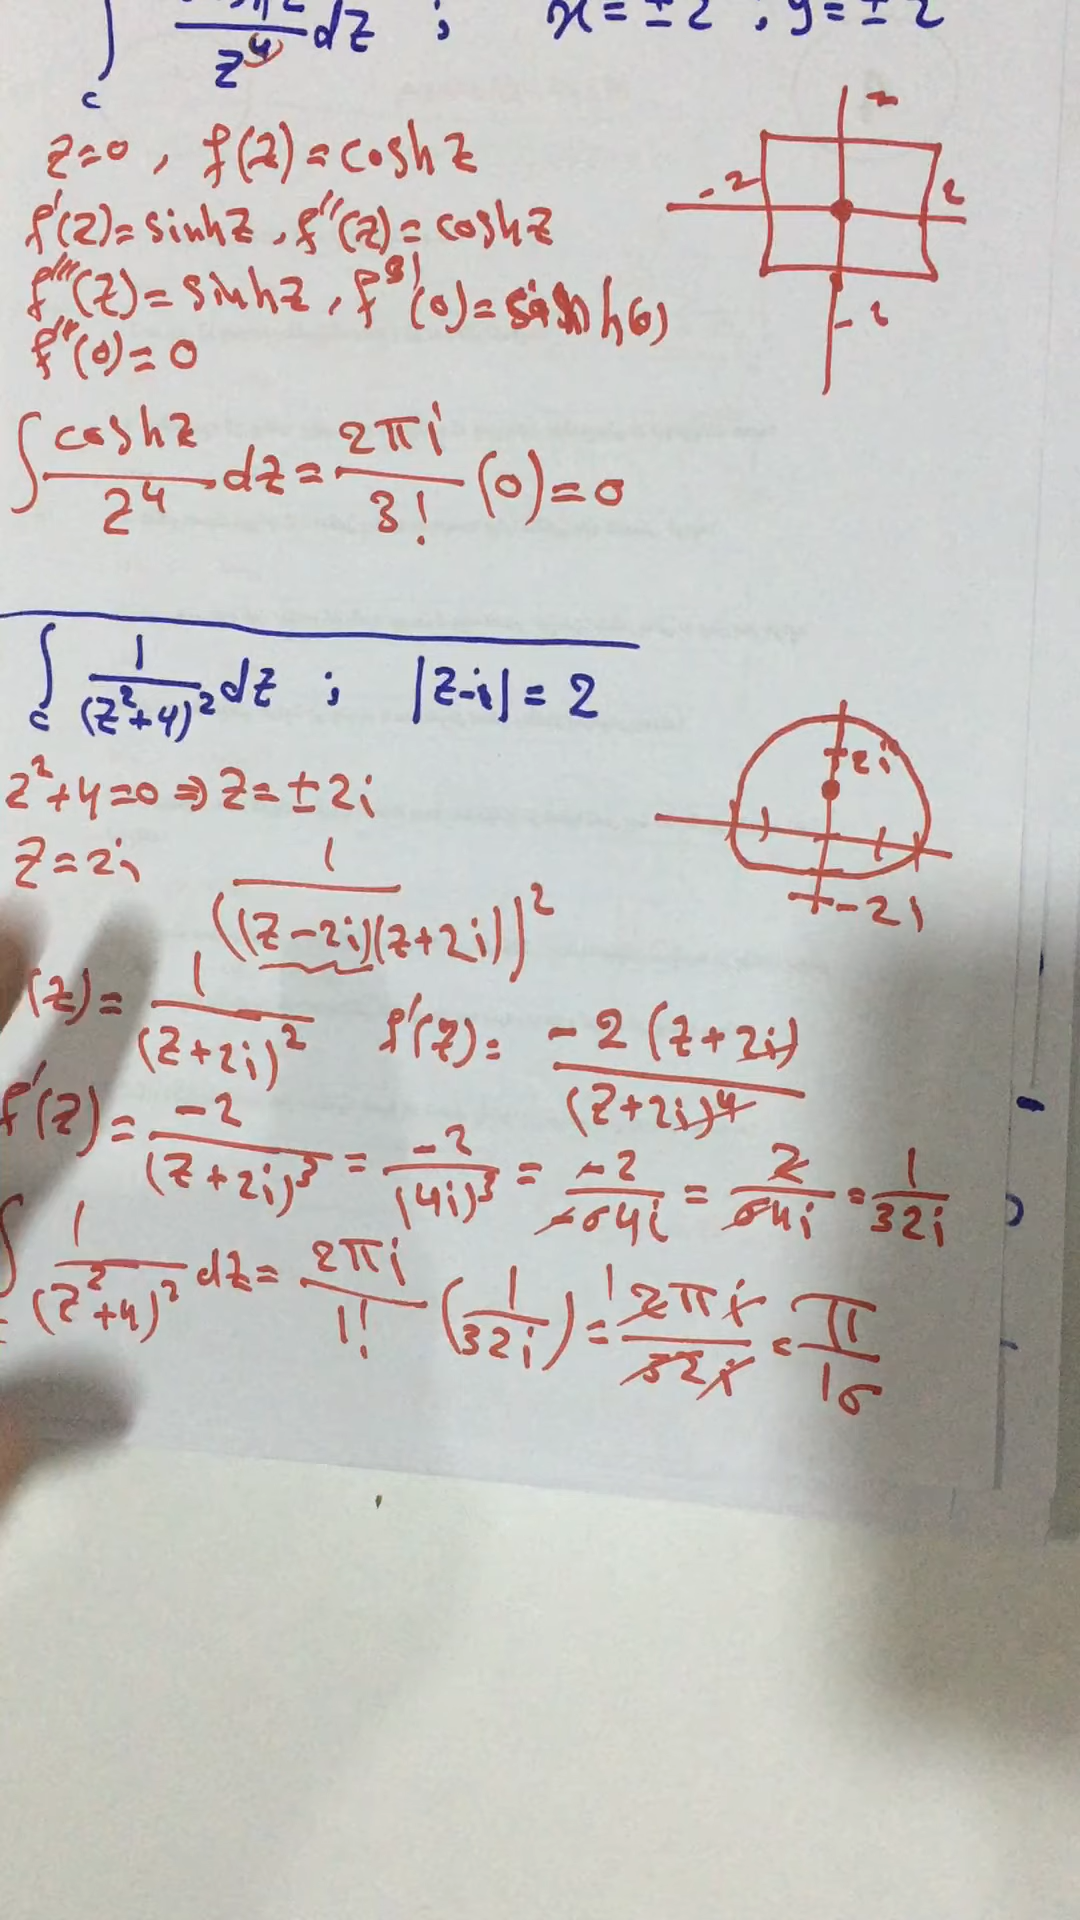 ∫ dz ; x = ± 2 , y = ± 2
z⁴
c
z=0 , f(z) = cosh z
f'(z) = sinh z , f''(z) = cosh z
f'''(z) = sinh z , f⁽³⁾(0) = sinh(0)
f'''(0) = 0
∫ cosh z / z⁴ dz = 2πi / 3! (0) = 0
∫c 1 / (z²+4)² dz ; |z-i| = 2
z²+4=0 ⇒ z = ± 2i
z = 2i
1 / ((z-2i)(z+2i))²
(z) = 1 / (z+2i)² f'(z) = -2(z+2i) / (z+2i)⁴
f'(z) = -2 / (z+2i)³ = -2 / (4i)³ = -2 / -64i = 2 / 64i = 1 / 32i
∫ 1 / (z²+4)² dz = 2πi / 1! (1 / 32i) = 2πi / 32i = π / 16
2
-2
2
-2
2i
-2i